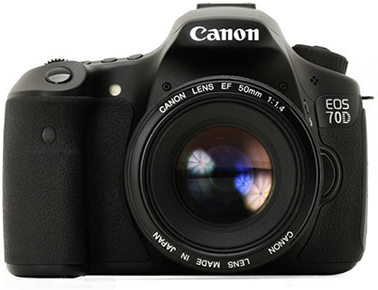 Canon
CANON LENS EF 50mm 1:1.4
EOS
70D
CANON
LENS MADE IN JAPAN